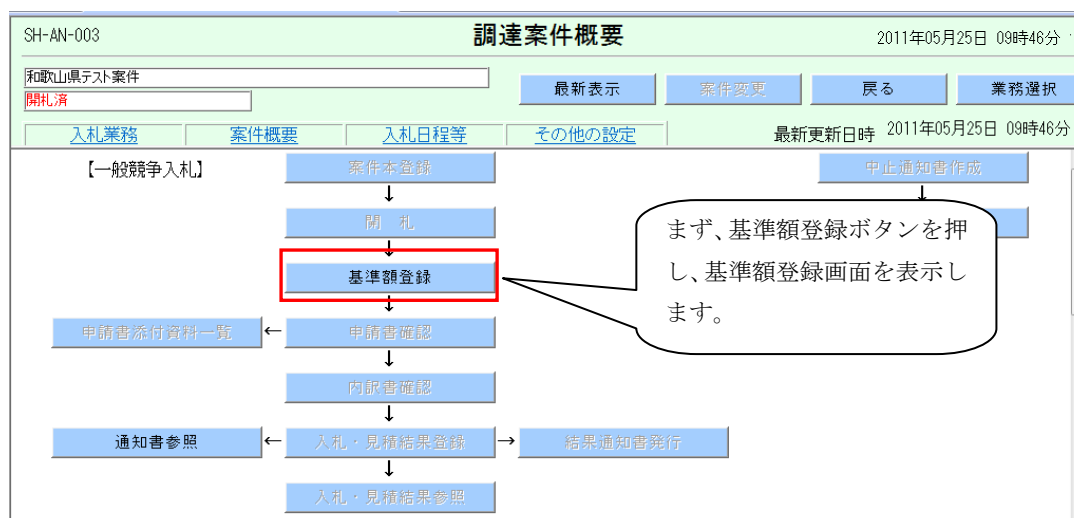 SH-AN-003
調達案件概要
2011年05月25日 09時46分
和歌山県テスト案件
開札済
最新表示
案件変更
戻る
業務選択
入札業務
案件概要
入札日程等
その他の設定
最新更新日時 2011年05月25日 09時46分
【一般競争入札】
案件本登録
中止通知書作成
↓
↓
開 札
↓
基準額登録
まず、基準額登録ボタンを押
し、基準額登録画面を表示し
ます。
↓
申請書添付資料一覧
←
申請書確認
↓
内訳書確認
↓
通知書参照
←
入札・見積結果登録
→
結果通知書発行
↓
入札・見積結果参照